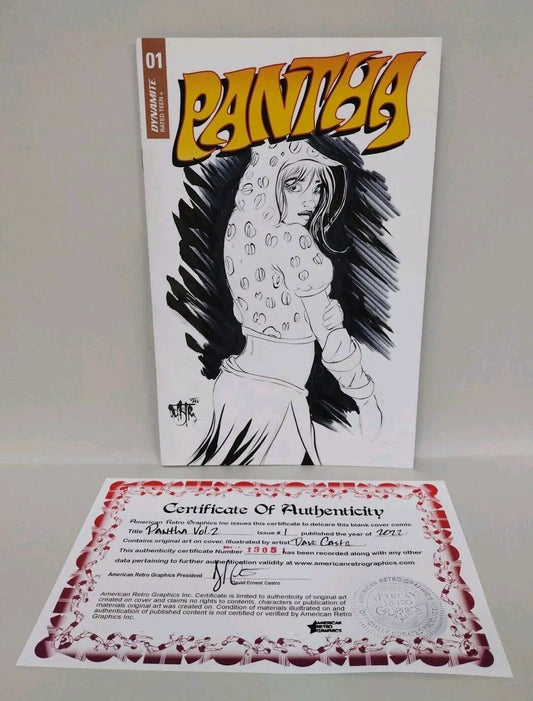 01
DYNAMITE
RATED TEEN +
PANTHA
Certificate Of Authenticity
American Retro Graphics Inc issues this certificate to delcare this blank cover comic
Title Pantha Vol. 2 Issue # 1 published the year of 2022
Contains original art on cover. Illustrated by artist Dave Castr
This authenticity certificate Number 1305 has been recorded along with any other
data pertaining to further authentication validity at www.americanretrographics.com
American Retro Graphics President
David Ernest Castro
American Retro Graphics Inc. Certificate is limited to authenticity of original art
created on cover and claims no rights to contents, characters or publication of
materials original art was created on. Condition of materials illustrated on and
authentication of published content is not certified or verified by American Retro
Graphics Inc.
AMERICAN
RETRO
GRAPHICS